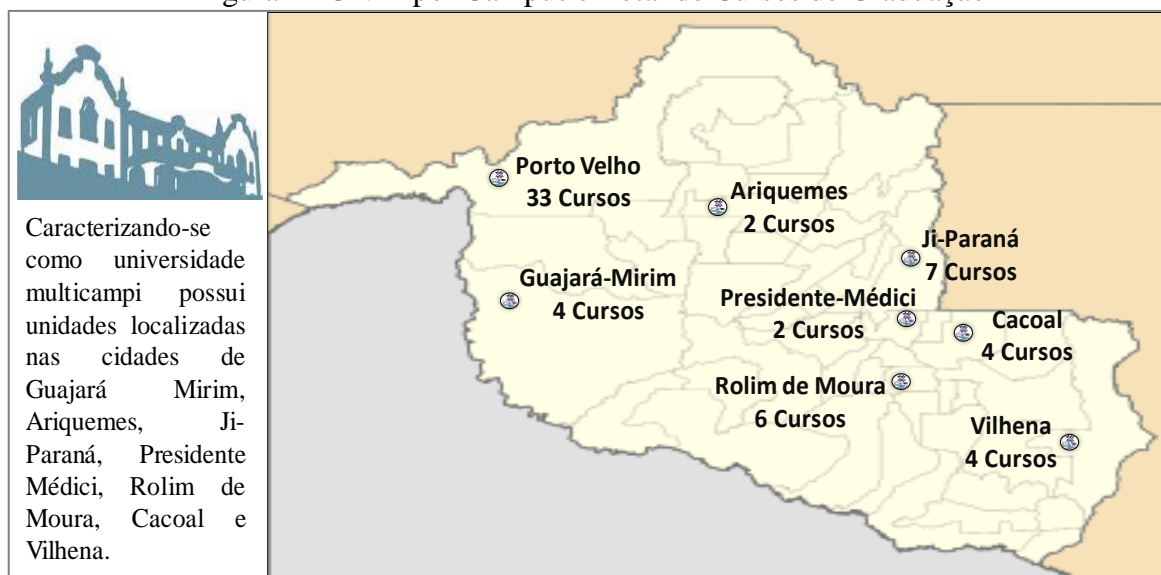 Caracterizando-se
como universidade
multicampi possui
unidades localizadas
nas cidades de
Guajará Mirim,
Ariquemes, Ji-
Paraná, Presidente
Médici, Rolim de
Moura, Cacoal e
Vilhena.
Porto Velho
33 Cursos
Ariquemes
2 Cursos
Ji-Paraná
7 Cursos
Guajará-Mirim
4 Cursos
Presidente-Médici
2 Cursos
Cacoal
4 Cursos
Rolim de Moura
6 Cursos
Vilhena
4 Cursos